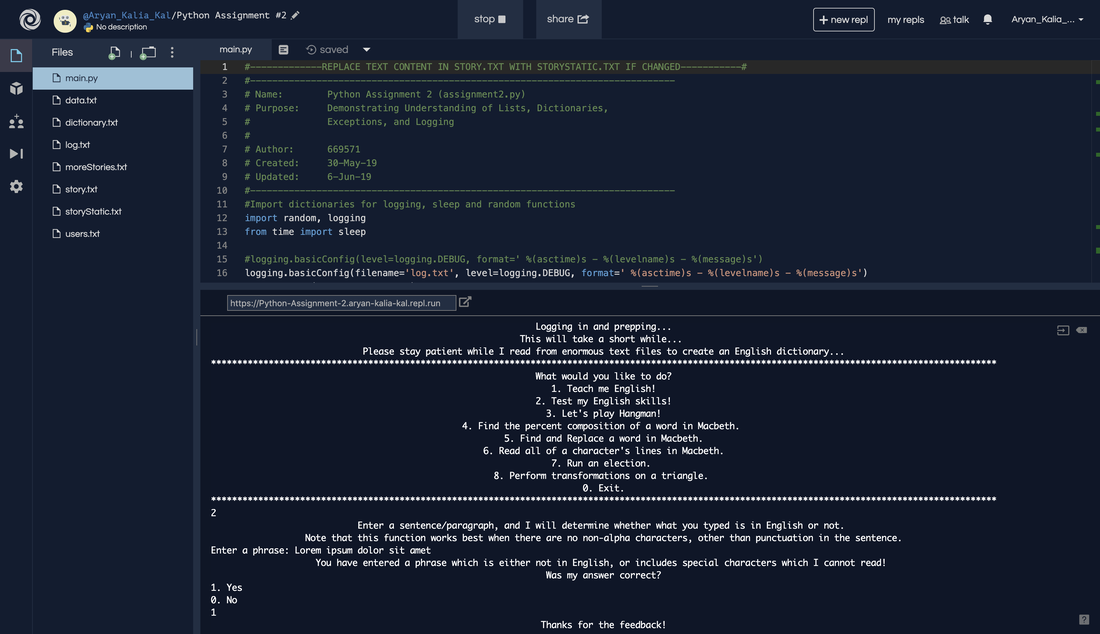 @Aryan_Kalia_Kal/Python Assignment #2
No description
stop
share
+ new repl
my repls
talk
Aryan_Kalia_...
Files
main.py
data.txt
dictionary.txt
log.txt
moreStories.txt
story.txt
storyStatic.txt
users.txt
main.py
saved
1 #-------------REPLACE TEXT CONTENT IN STORY.TXT WITH STORYSTATIC.TXT IF CHANGED-----------#
2 #-----------------------------------------------------------------------------
3 # Name: Python Assignment 2 (assignment2.py)
4 # Purpose: Demonstrating Understanding of Lists, Dictionaries,
5 # Exceptions, and Logging
6 #
7 # Author: 669571
8 # Created: 30-May-19
9 # Updated: 6-Jun-19
10 #-----------------------------------------------------------------------------
11 #Import dictionaries for logging, sleep and random functions
12 import random, logging
13 from time import sleep
14
15 #logging.basicConfig(level=logging.DEBUG, format=' %(asctime)s - %(levelname)s - %(message)s')
16 logging.basicConfig(filename='log.txt', level=logging.DEBUG, format=' %(asctime)s - %(levelname)s - %(message)s')
https://Python-Assignment-2.aryan-kalia-kal.repl.run
Logging in and prepping...
This will take a short while...
Please stay patient while I read from enormous text files to create an English dictionary...
******************************************************************************************************************************************************
What would you like to do?
1. Teach me English!
2. Test my English skills!
3. Let's play Hangman!
4. Find the percent composition of a word in Macbeth.
5. Find and Replace a word in Macbeth.
6. Read all of a character's lines in Macbeth.
7. Run an election.
8. Perform transformations on a triangle.
0. Exit.
******************************************************************************************************************************************************
2
Enter a sentence/paragraph, and I will determine whether what you typed is in English or not.
Note that this function works best when there are no non-alpha characters, other than punctuation in the sentence.
Enter a phrase: Lorem ipsum dolor sit amet
You have entered a phrase which is either not in English, or includes special characters which I cannot read!
Was my answer correct?
1. Yes
0. No
1
Thanks for the feedback!
?